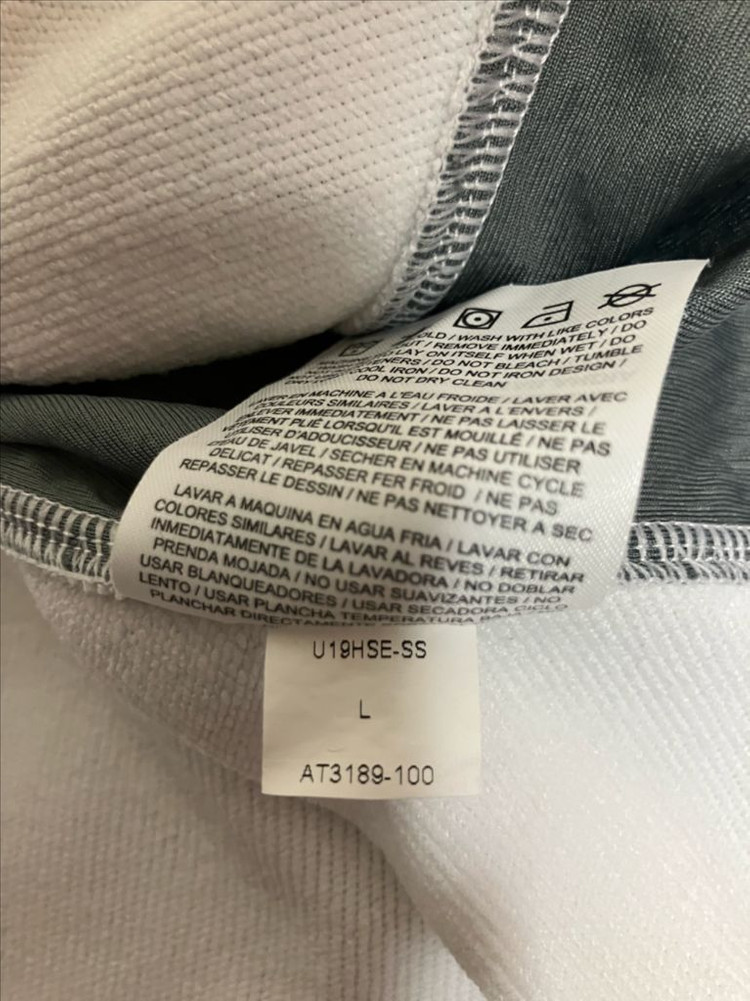 OLD / WASH WITH LIKE COLORS
UT / REMOVE IMMEDIATELY / DO
LAY ON ITSELF WHEN WET / DO
ENERS / DO NOT BLEACH / TUMBLE
COOL IRON / DO NOT IRON DESIGN /
DO NOT DRY CLEAN
EN MACHINE A L'EAU FROIDE / LAVER AVEC
COULEURS SIMILAIRES / LAVER A L'ENVERS /
ENLEVER IMMEDIATEMENT / NE PAS LAISSER LE
PLIÉ LORSQU'IL EST MOUILLÉ / NE PAS
UTILISER D'ADOUCISSEUR / NE PAS UTILISER
D'EAU DE JAVEL / SECHER EN MACHINE CYCLE
DELICAT / REPASSER FER FROID / NE PAS
REPASSER LE DESSIN / NE PAS NETTOYER A SEC
LAVAR A MAQUINA EN AGUA FRIA / LAVAR CON
COLORES SIMILARES / LAVAR AL REVES / RETIRAR
INMEDIATAMENTE DE LA LAVADORA / NO DOBLAR
PRENDA MOJADA / NO USAR SUAVIZANTES / NO
USAR BLANQUEADORES / USAR SECADORA CICLO
LENTO / USAR PLANCHA TEMPERATURA BAJA
PLANCHAR DIRECTAMENTE
U19HSE-SS
L
AT3189-100